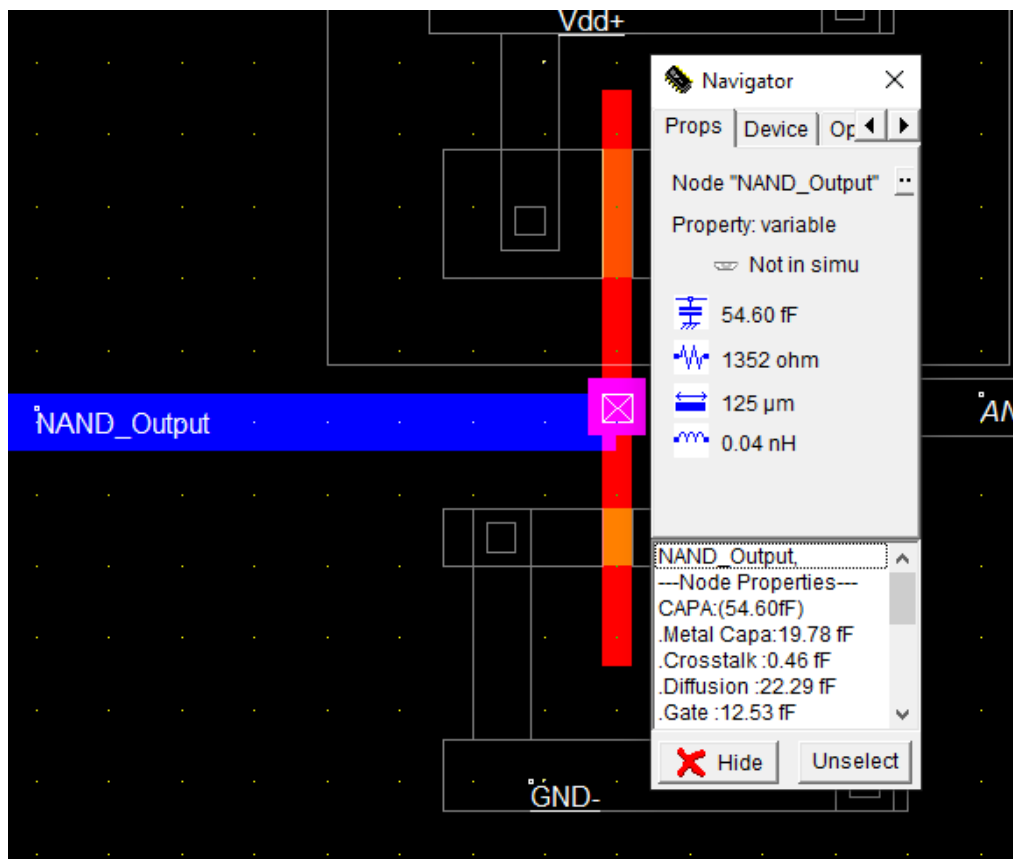 Vdd+
Navigator
Props Device Op
Node "NAND_Output" ..
Property: variable
Not in simu
54.60 fF
1352 ohm
125 µm
0.04 nH
NAND_Output
AN
NAND_Output,
---Node Properties---
CAPA:(54.60fF)
.Metal Capa:19.78 fF
.Crosstalk :0.46 fF
.Diffusion :22.29 fF
.Gate :12.53 fF
Hide Unselect
GND-